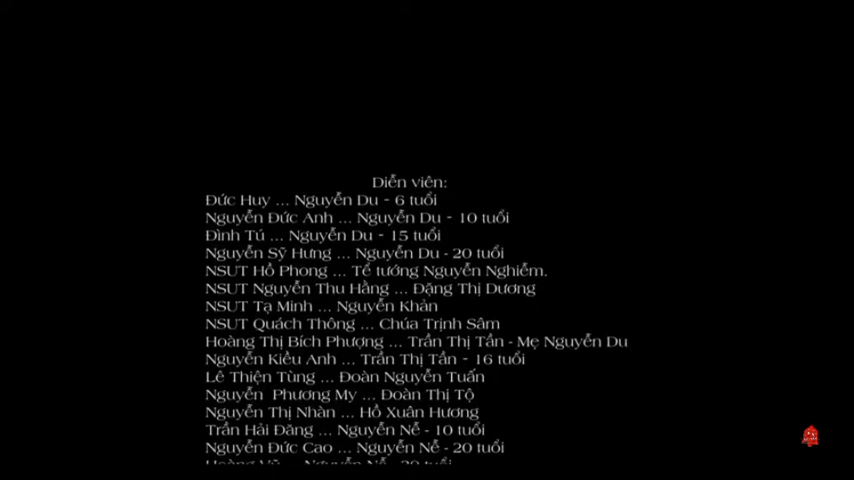 Diễn viên:
Đức Huy ... Nguyễn Du - 6 tuổi
Nguyễn Đức Anh ... Nguyễn Du - 10 tuổi
Đình Tú ... Nguyễn Du - 15 tuổi
Nguyễn Sỹ Hưng ... Nguyễn Du - 20 tuổi
NSUT Hồ Phong ... Tể tướng Nguyễn Nghiễm.
NSUT Nguyễn Thu Hằng ... Đặng Thị Dương
NSUT Tạ Minh ... Nguyễn Khản
NSUT Quách Thông ... Chúa Trịnh Sâm
Hoàng Thị Bích Phượng ... Trần Thị Tần - Mẹ Nguyễn Du
Nguyễn Kiều Anh ... Trần Thị Tần - 16 tuổi
Lê Thiện Tùng ... Đoàn Nguyễn Tuấn
Nguyễn Phương My ... Đoàn Thị Tộ
Nguyễn Thị Nhàn ... Hồ Xuân Hương
Trần Hải Đăng ... Nguyễn Nễ - 10 tuổi
Nguyễn Đức Cao ... Nguyễn Nễ - 20 tuổi